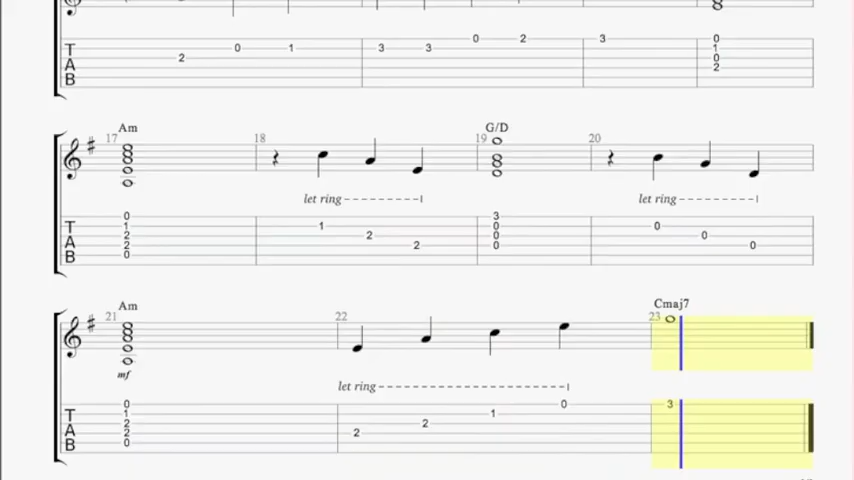 0 2 3 0
T 0 1 3 3 1
A 2 0
B 2
Am G/D
17 18 19 20
let ring let ring
0 3
T 1 1 0 0
A 2 2 0 0
B 2 2 0 0
0
Am Cmaj7
21 22 23
mf
let ring
0 0 3
T 1 1
A 2 2
B 2 2
0